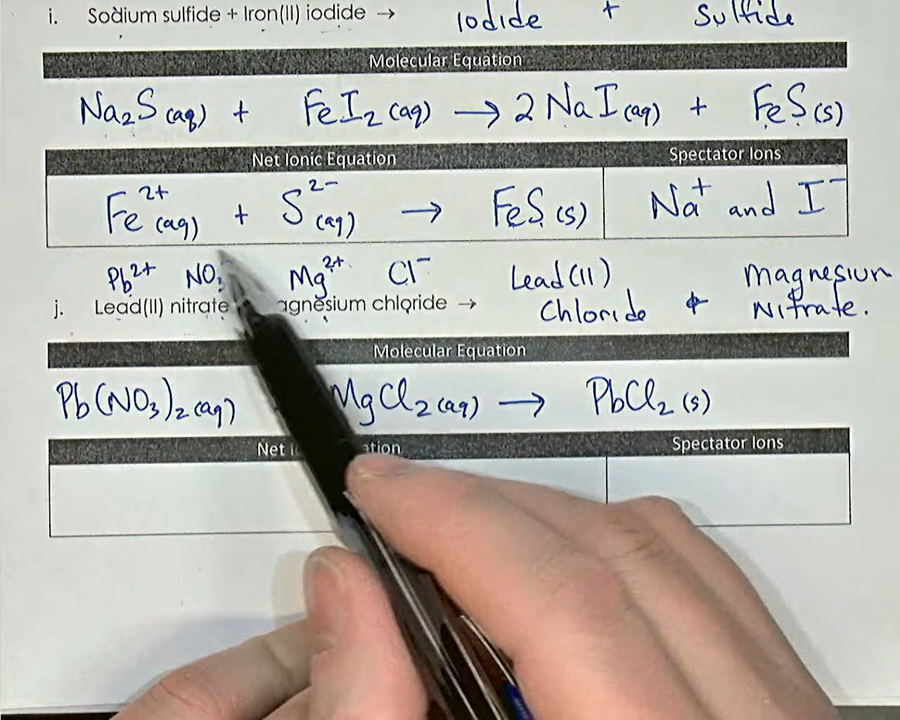 i. Sodium sulfide + Iron(II) iodide → Iodide + Sulfide
Molecular Equation
Na₂S (aq) + FeI₂ (aq) → 2 NaI (aq) + FeS (s)
Net Ionic Equation Spectator Ions
Fe²⁺ (aq) + S²⁻ (aq) → FeS (s) Na⁺ and I⁻
Pb²⁺ Mg²⁺ Cl⁻ Lead(II) Magnesium
j. Lead(II) nitrate chloride → Chloride + Nitrate.
Molecular Equation
Pb(NO₃)₂ (aq) MgCl₂ (aq) → PbCl₂ (s)
Net Spectator Ions